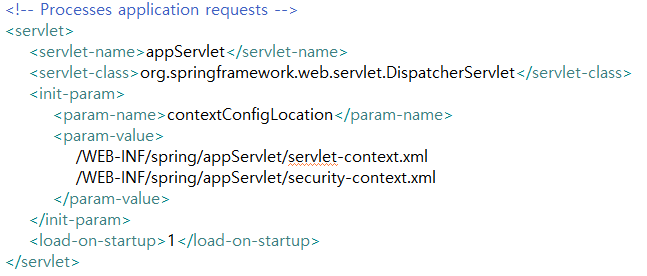 <!-- Processes application requests -->
<servlet>
<servlet-name>appServlet</servlet-name>
<servlet-class>org.springframework.web.servlet.DispatcherServlet</servlet-class>
<init-param>
<param-name>contextConfigLocation</param-name>
<param-value>
/WEB-INF/spring/appServlet/servlet-context.xml
/WEB-INF/spring/appServlet/security-context.xml
</param-value>
</init-param>
<load-on-startup>1</load-on-startup>
</servlet>